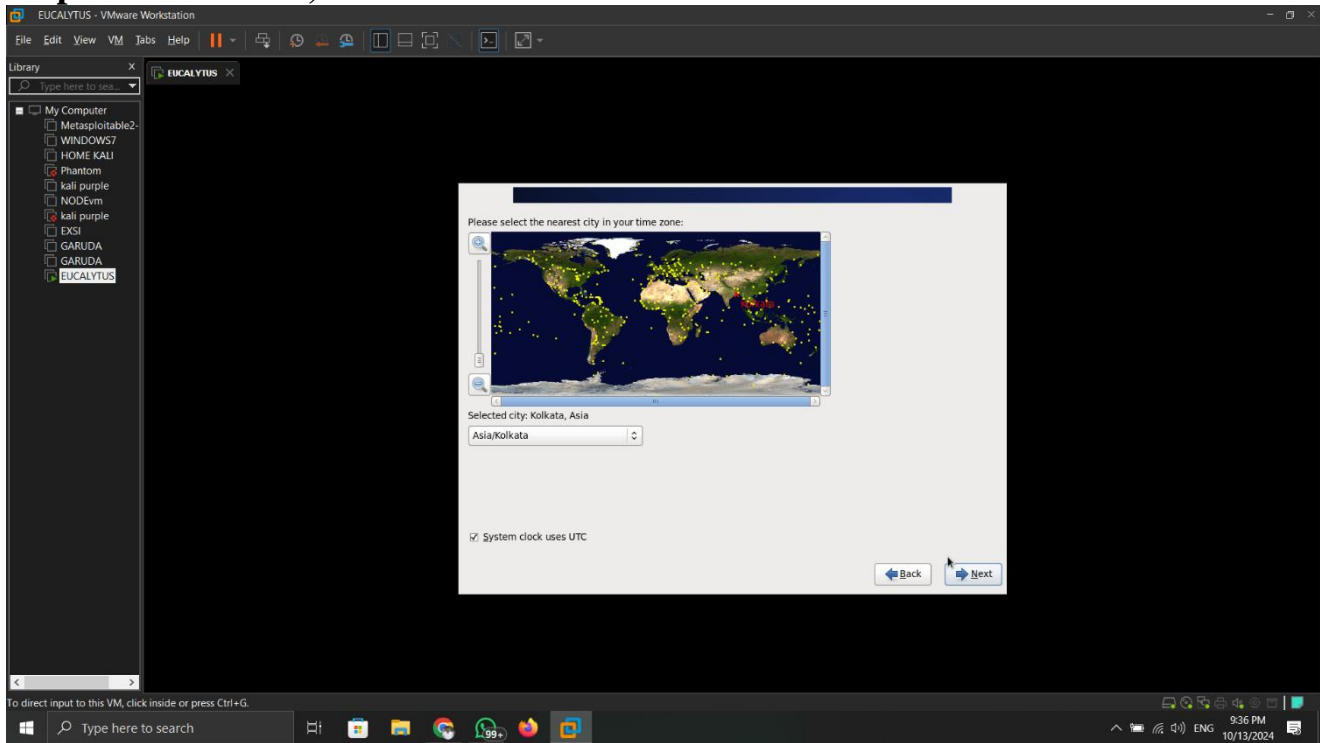 EUCALYTUS - VMware Workstation
File Edit View VM Tabs Help
Library X
Type here to sea...
EUCALYTUS X
My Computer
Metasploitable2-
WINDOWS7
HOME KALI
Phantom
kali purple
NODEvm
kali purple
EXSI
GARUDA
GARUDA
EUCALYTUS
Please select the nearest city in your time zone:
Kolkata
Selected city: Kolkata, Asia
Asia/Kolkata
System clock uses UTC
Back Next
To direct input to this VM, click inside or press Ctrl+G.
Type here to search
99+
ENG
9:36 PM
10/13/2024